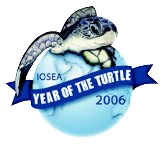 IOSEA
YEAR OF THE TURTLE
2006